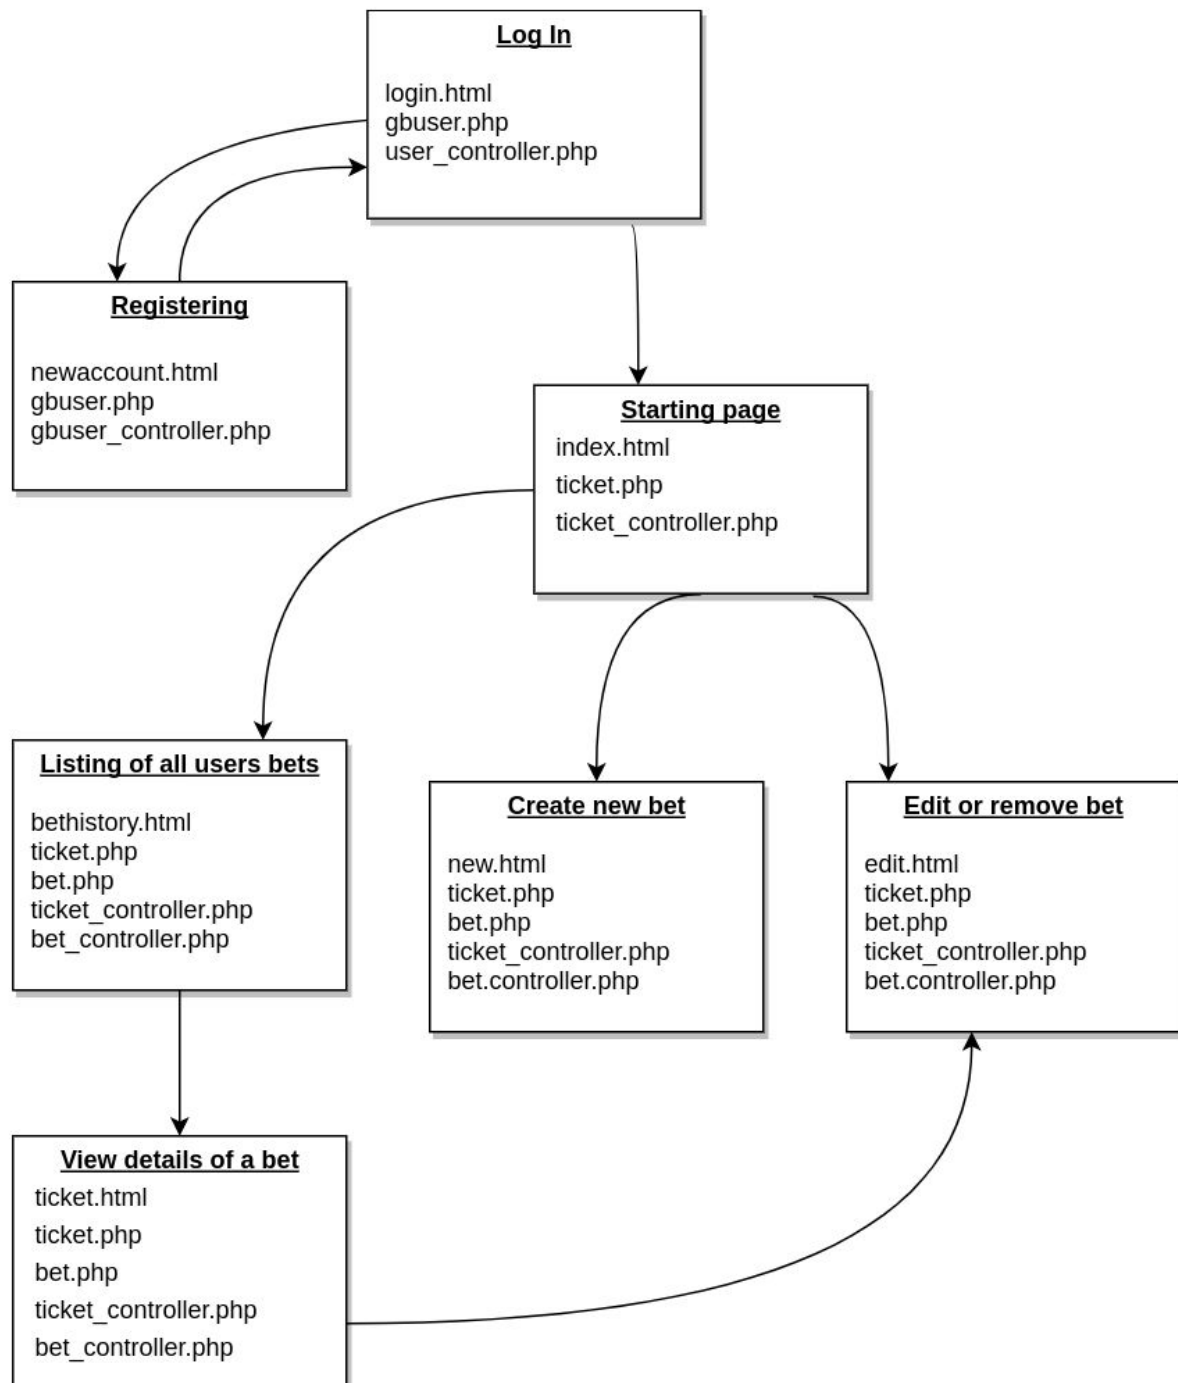 Log In
login.html
gbuser.php
user_controller.php
Registering
newaccount.html
gbuser.php
gbuser_controller.php
Starting page
index.html
ticket.php
ticket_controller.php
Listing of all users bets
bethistory.html
ticket.php
bet.php
ticket_controller.php
bet_controller.php
Create new bet
new.html
ticket.php
bet.php
ticket_controller.php
bet.controller.php
Edit or remove bet
edit.html
ticket.php
bet.php
ticket_controller.php
bet.controller.php
View details of a bet
ticket.html
ticket.php
bet.php
ticket_controller.php
bet_controller.php